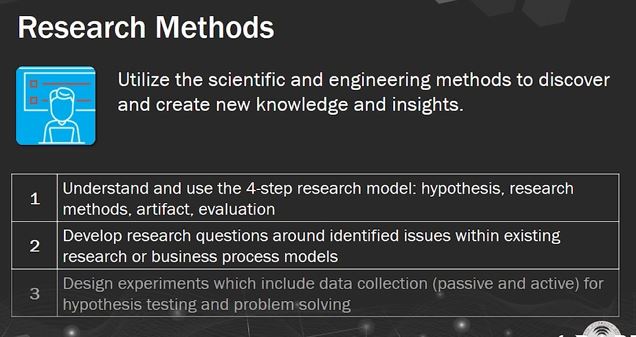 Research Methods
Utilize the scientific and engineering methods to discover
and create new knowledge and insights.
1
Understand and use the 4-step research model: hypothesis, research
methods, artifact, evaluation
2
Develop research questions around identified issues within existing
research or business process models
3
Design experiments which include data collection (passive and active) for
hypothesis testing and problem solving